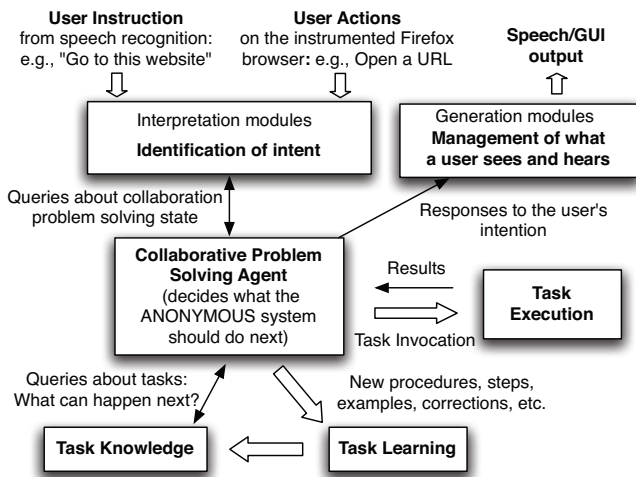 User Instruction
from speech recognition:
e.g., "Go to this website"
User Actions
on the instrumented Firefox
browser: e.g., Open a URL
Speech/GUI
output
Interpretation modules
Identification of intent
Generation modules
Management of what
a user sees and hears
Queries about collaboration
problem solving state
Responses to the user's
intention
Collaborative Problem
Solving Agent
(decides what the
ANONYMOUS system
should do next)
Results
Task Invocation
Task
Execution
Queries about tasks:
What can happen next?
New procedures, steps,
examples, corrections, etc.
Task Knowledge
Task Learning